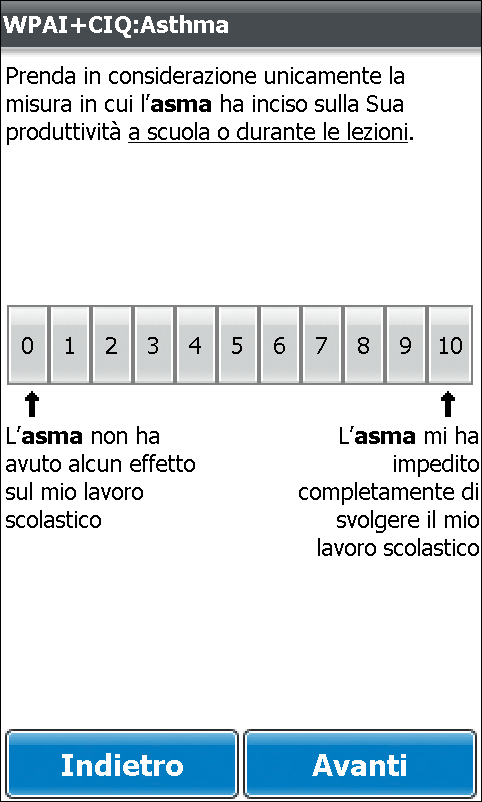 WPAI+CIQ:Asthma
Prenda in considerazione unicamente la
misura in cui l'asma ha inciso sulla Sua
produttività a scuola o durante le lezioni.
0 1 2 3 4 5 6 7 8 9 10
L'asma non ha
avuto alcun effetto
sul mio lavoro
scolastico
L'asma mi ha
impedito
completamente di
svolgere il mio
lavoro scolastico
Indietro
Avanti